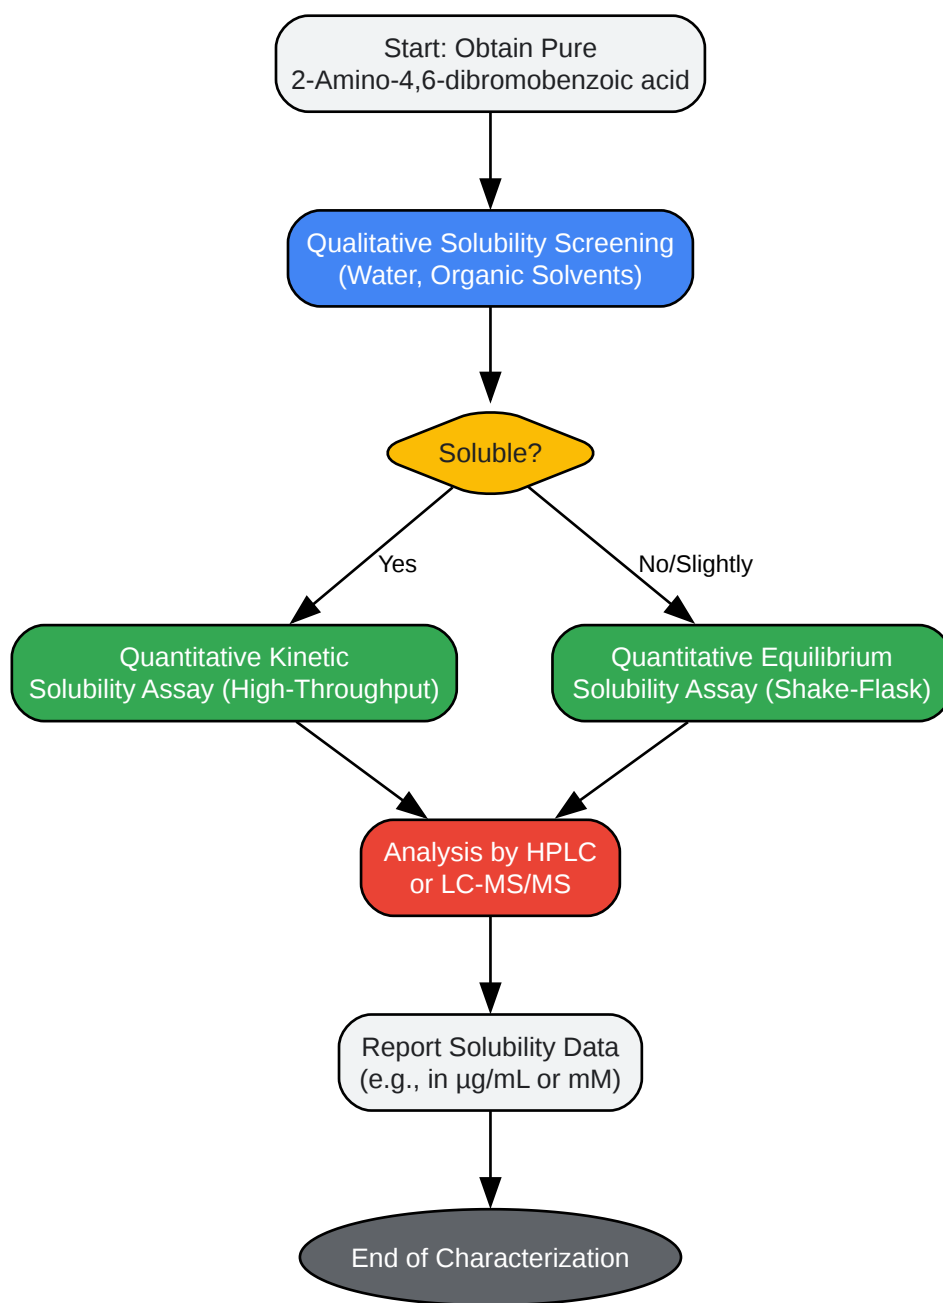 Start: Obtain Pure
2-Amino-4,6-dibromobenzoic acid
Qualitative Solubility Screening
(Water, Organic Solvents)
Soluble?
Yes
No/Slightly
Quantitative Kinetic
Solubility Assay (High-Throughput)
Quantitative Equilibrium
Solubility Assay (Shake-Flask)
Analysis by HPLC
or LC-MS/MS
Report Solubility Data
(e.g., in µg/mL or mM)
End of Characterization